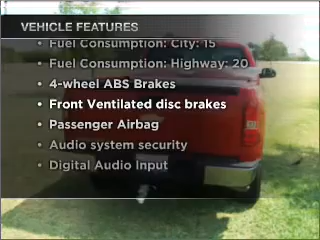 VEHICLE FEATURES
• Fuel Consumption: City: 15
• Fuel Consumption: Highway: 20
• 4-wheel ABS Brakes
• Front Ventilated disc brakes
• Passenger Airbag
• Audio system security
• Digital Audio Input